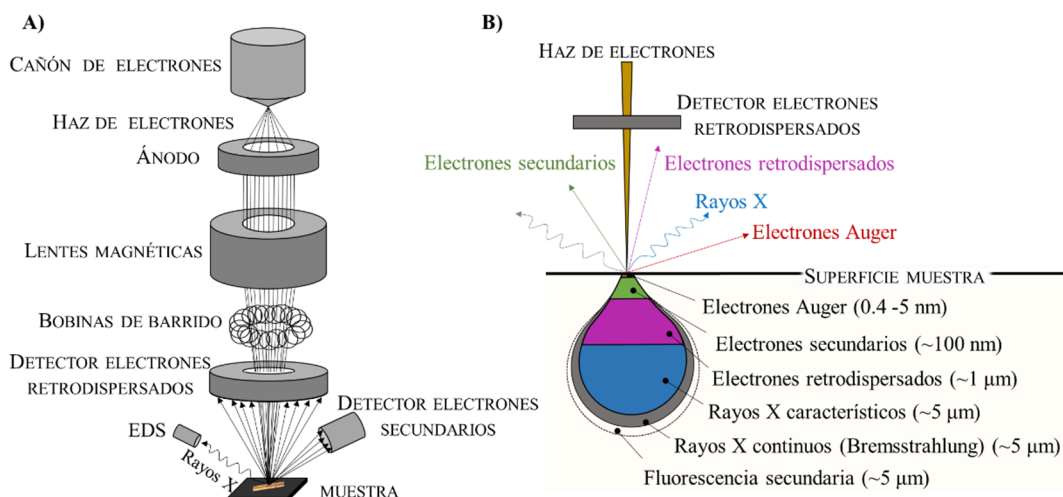 A)
CAÑÓN DE ELECTRONES
HAZ DE ELECTRONES
ÁNODO
LENTES MAGNÉTICAS
BOBINAS DE BARRIDO
DETECTOR ELECTRONES
RETRODISPERSADOS
DETECTOR ELECTRONES
SECUNDARIOS
EDS
Rayos X
MUESTRA
B)
HAZ DE ELECTRONES
DETECTOR ELECTRONES
RETRODISPERSADOS
Electrones secundarios
Electrones retrodispersados
Rayos X
Electrones Auger
SUPERFICIE MUESTRA
Electrones Auger (0.4 -5 nm)
Electrones secundarios (~100 nm)
Electrones retrodispersados (~1 μm)
Rayos X característicos (~5 μm)
Rayos X continuos (Bremsstrahlung) (~5 μm)
Fluorescencia secundaria (~5 μm)